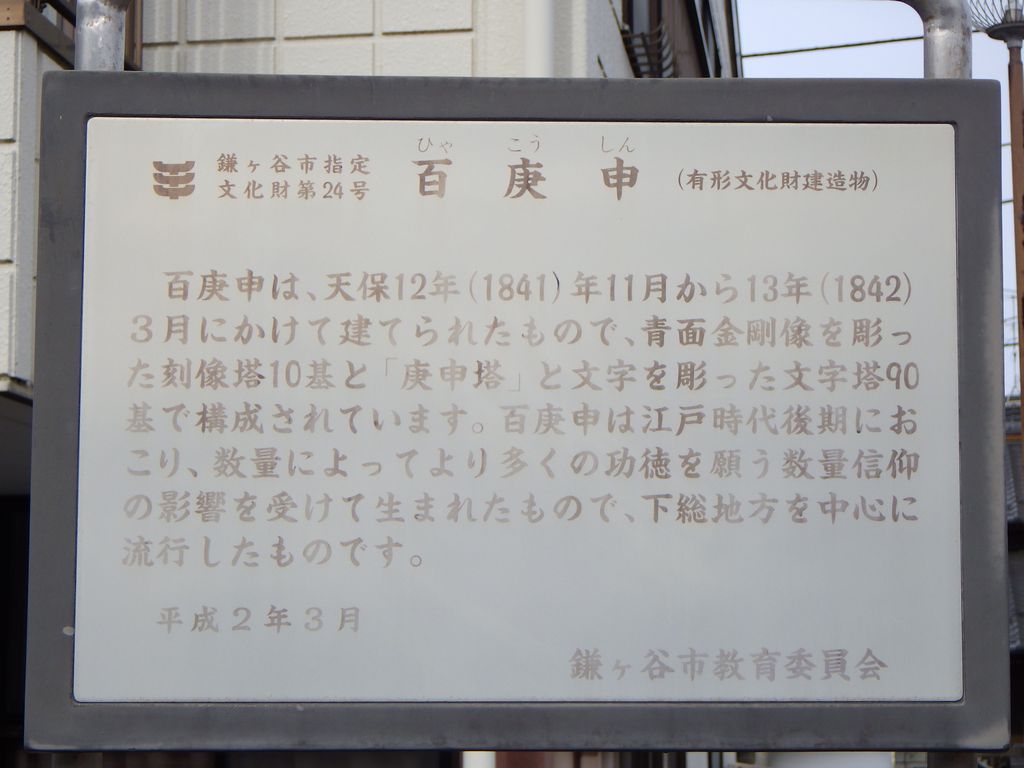 鎌ヶ谷市指定
文化財第24号
ひゃ こう しん
百庚申 (有形文化財建造物)
百庚申は、天保12年(1841)年11月から13年(1842)
3月にかけて建てられたもので、青面金剛像を彫っ
た刻像塔10基と「庚申塔」と文字を彫った文字塔90
基で構成されています。百庚申は江戸時代後期にお
こり、数量によってより多くの功徳を願う数量信仰
の影響を受けて生まれたもので、下総地方を中心に
流行したものです。
平成2年3月
鎌ヶ谷市教育委員会